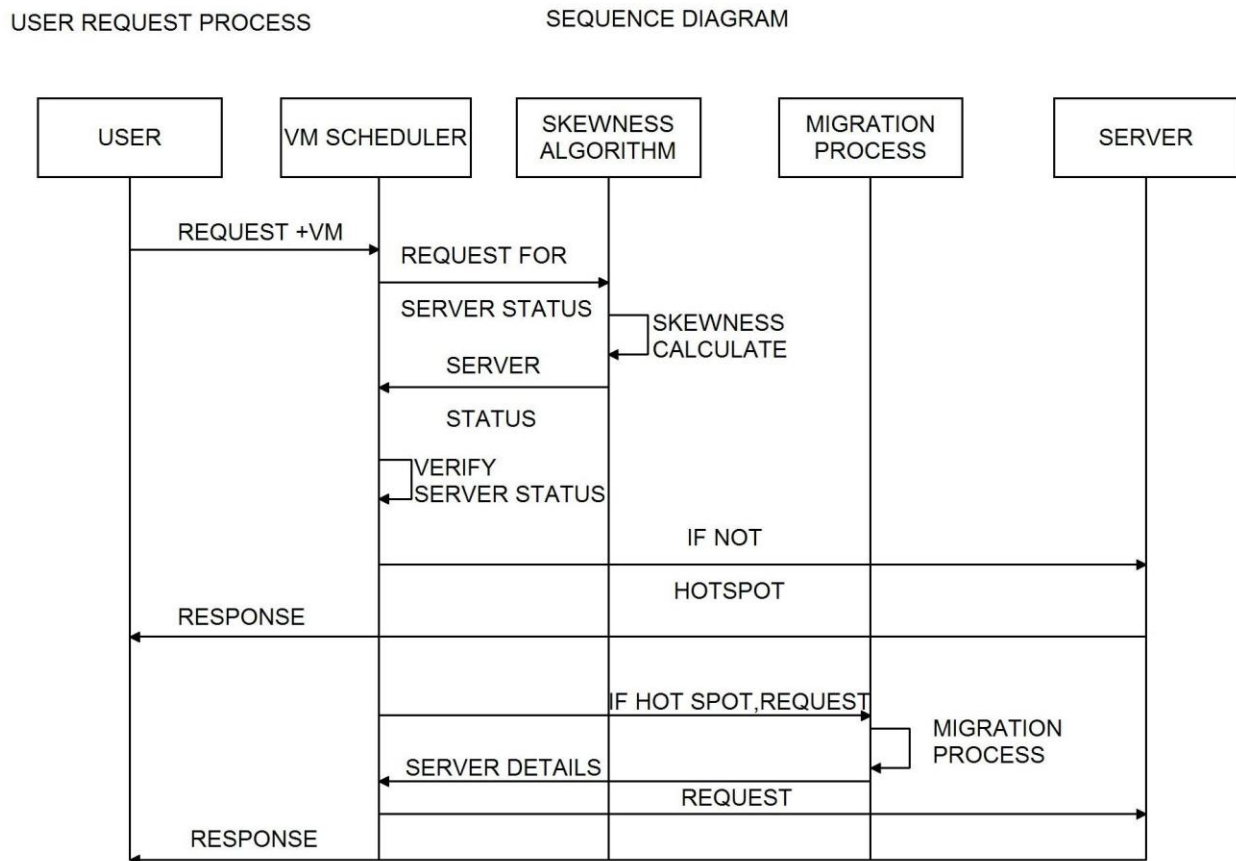 USER REQUEST PROCESS
SEQUENCE DIAGRAM
USER
VM SCHEDULER
SKEWNESS
ALGORITHM
MIGRATION
PROCESS
SERVER
REQUEST +VM
REQUEST FOR
SERVER STATUS
SKEWNESS
CALCULATE
SERVER
STATUS
VERIFY
SERVER STATUS
IF NOT
HOTSPOT
RESPONSE
IF HOT SPOT,REQUEST
MIGRATION
PROCESS
SERVER DETAILS
REQUEST
RESPONSE